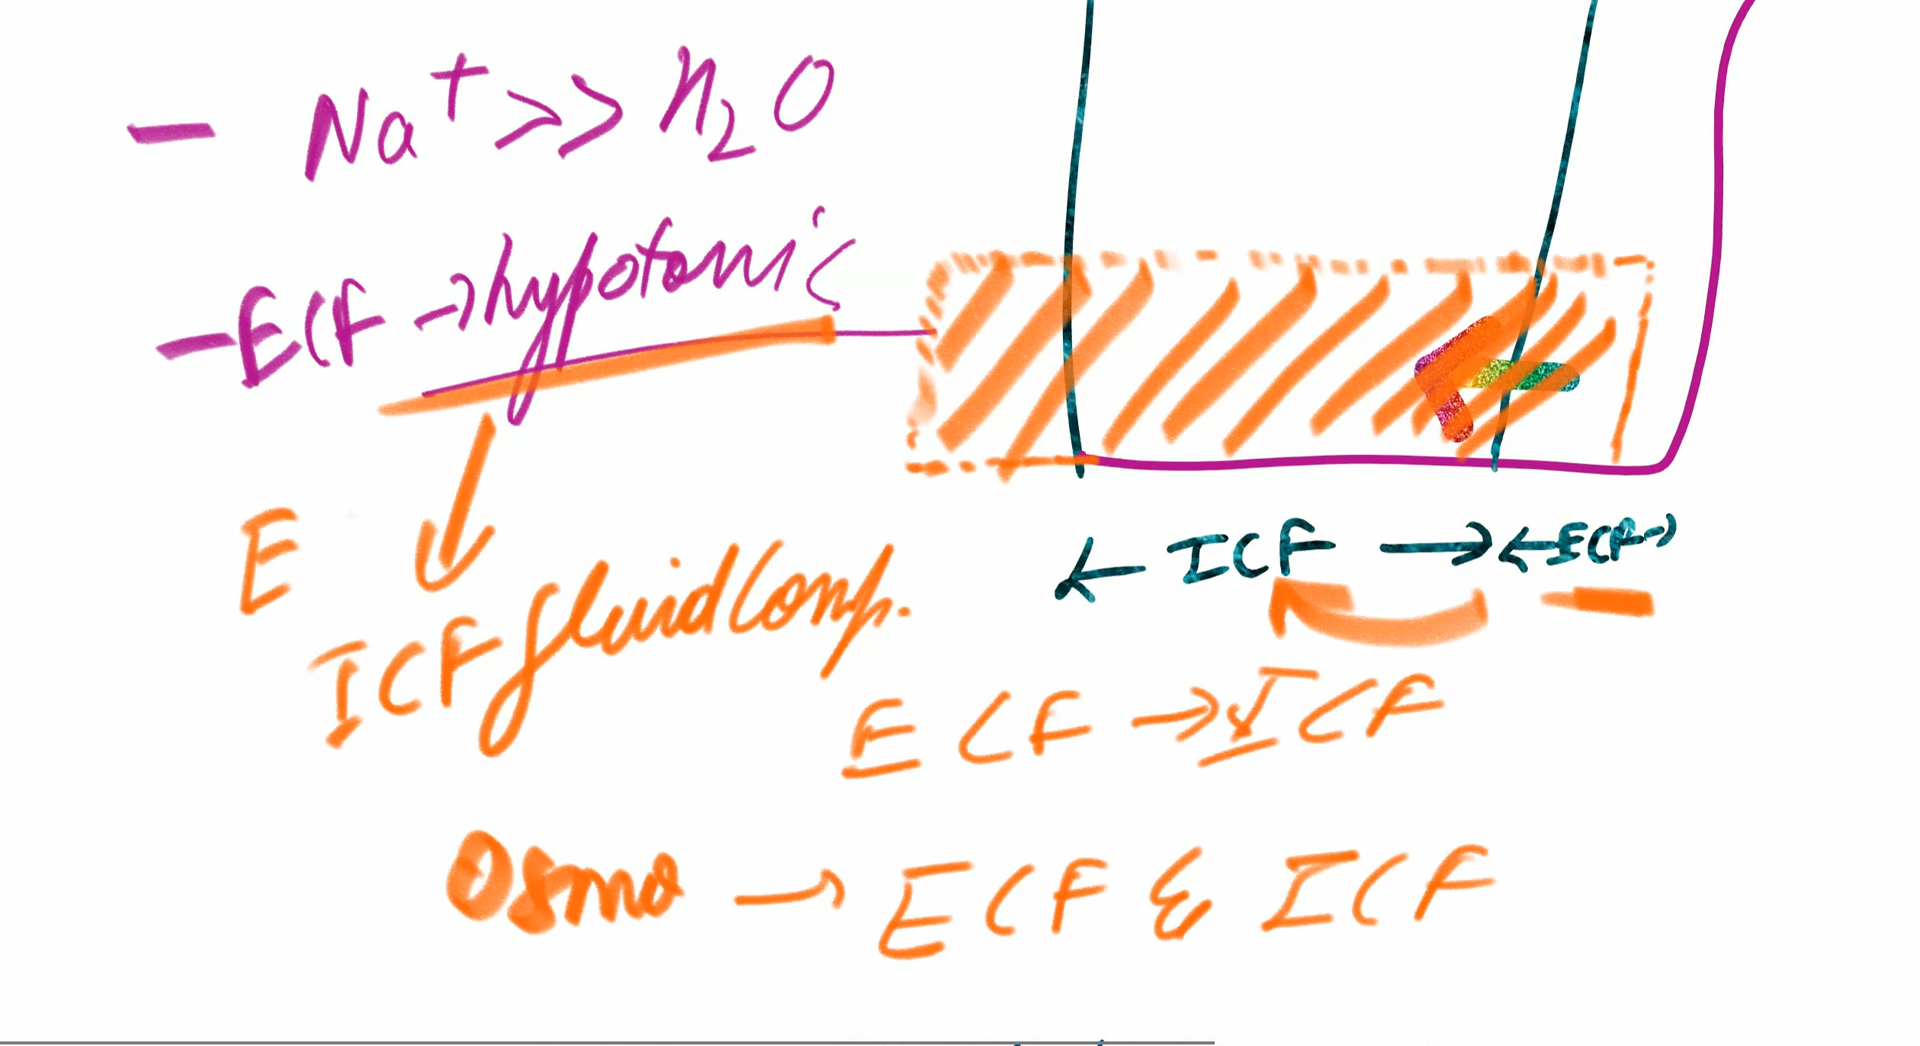 - Na⁺ >> H₂O
- ECF → hypotonic
E
ICF fluid Comp.
← ICF → ← ECF →
ECF → ICF
Osmo → ECF & ICF